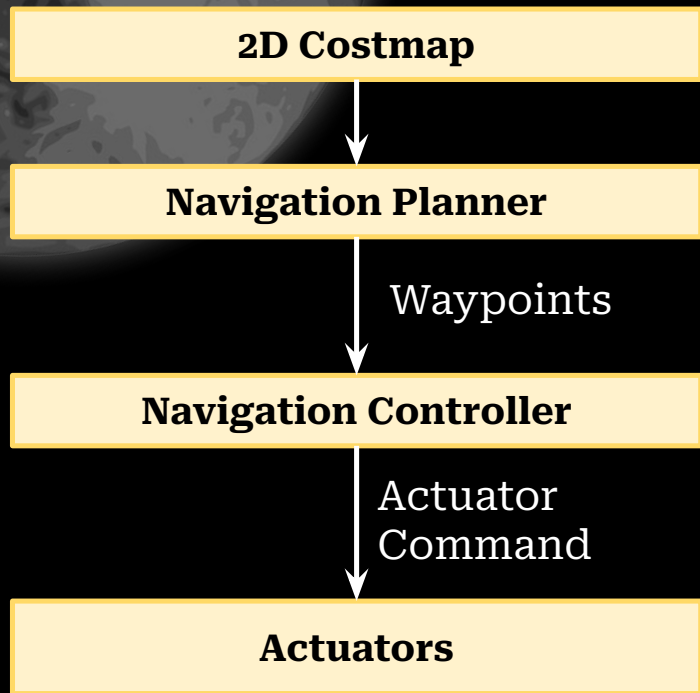 2D Costmap
Navigation Planner
Waypoints
Navigation Controller
Actuator
Command
Actuators